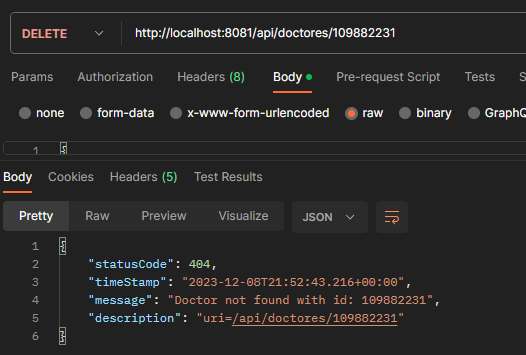 DELETE http://localhost:8081/api/doctores/109882231
Params Authorization Headers (8) Body Pre-request Script Tests S
none form-data x-www-form-urlencoded raw binary GraphQ
1 {
Body Cookies Headers (5) Test Results
Pretty Raw Preview Visualize JSON
1 {
2 "statusCode": 404,
3 "timeStamp": "2023-12-08T21:52:43.216+00:00",
4 "message": "Doctor not found with id: 109882231",
5 "description": "uri=/api/doctores/109882231"
6 }